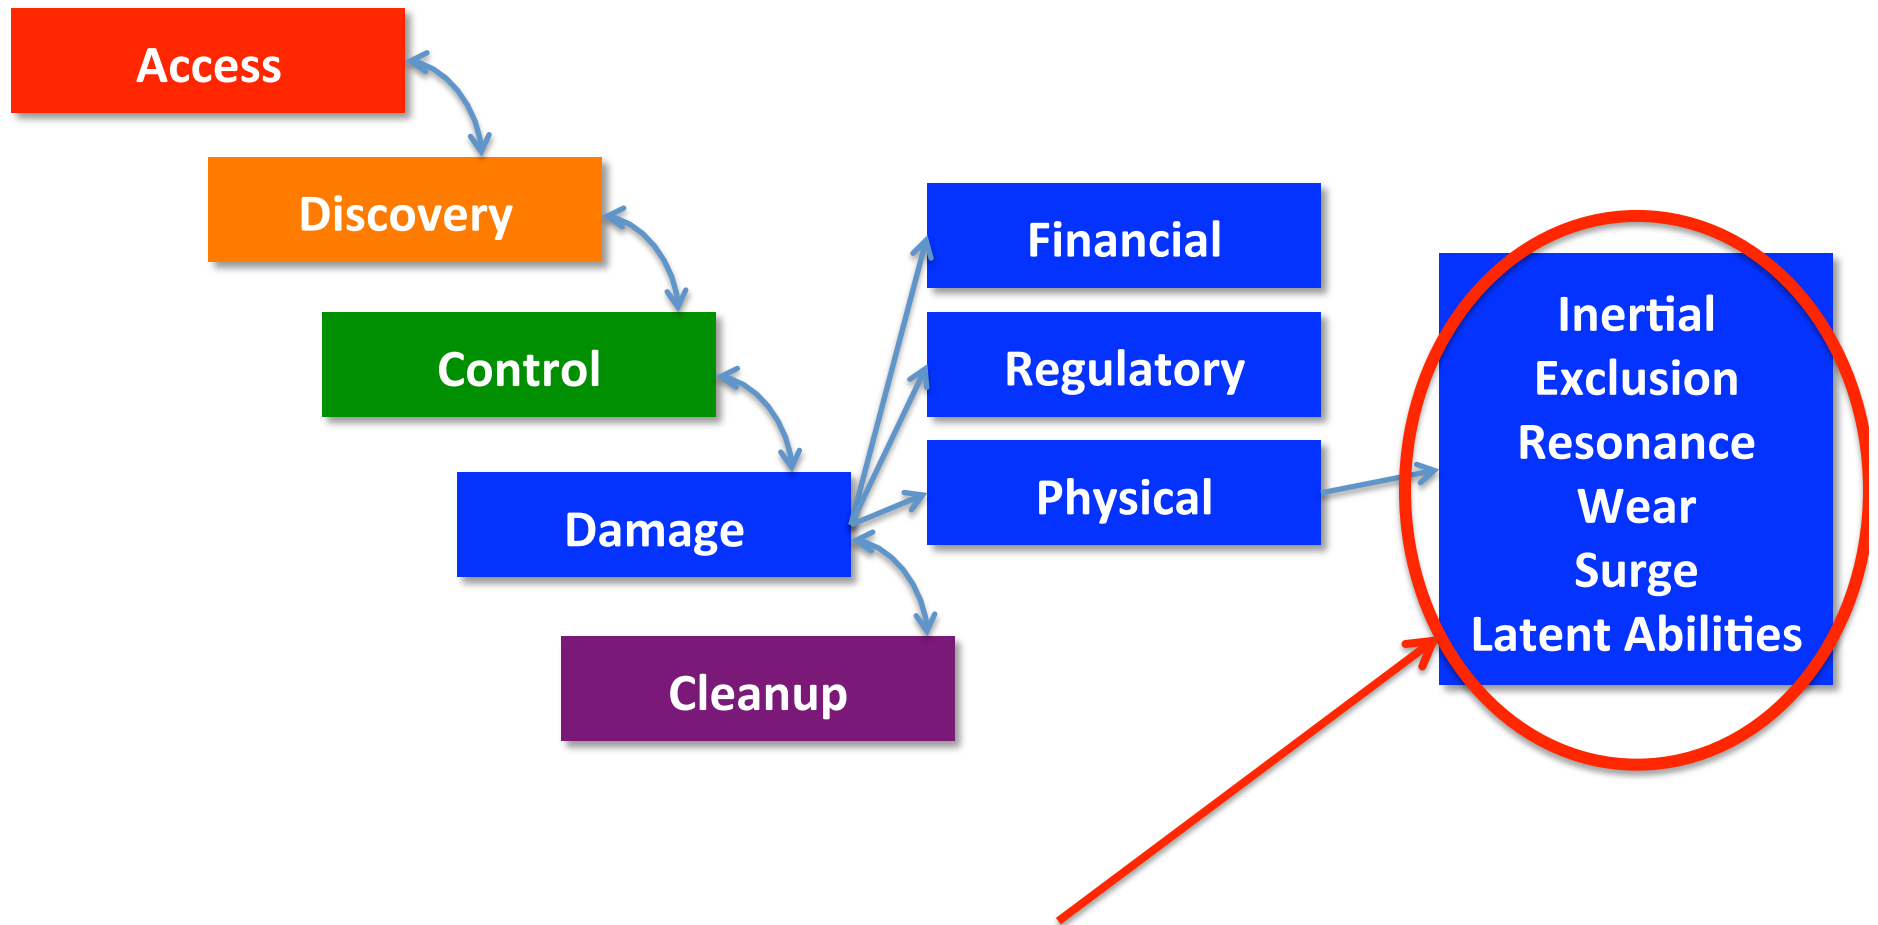 Access
Discovery
Control
Damage
Cleanup
Financial
Regulatory
Physical
Inertial
Exclusion
Resonance
Wear
Surge
Latent Abilities